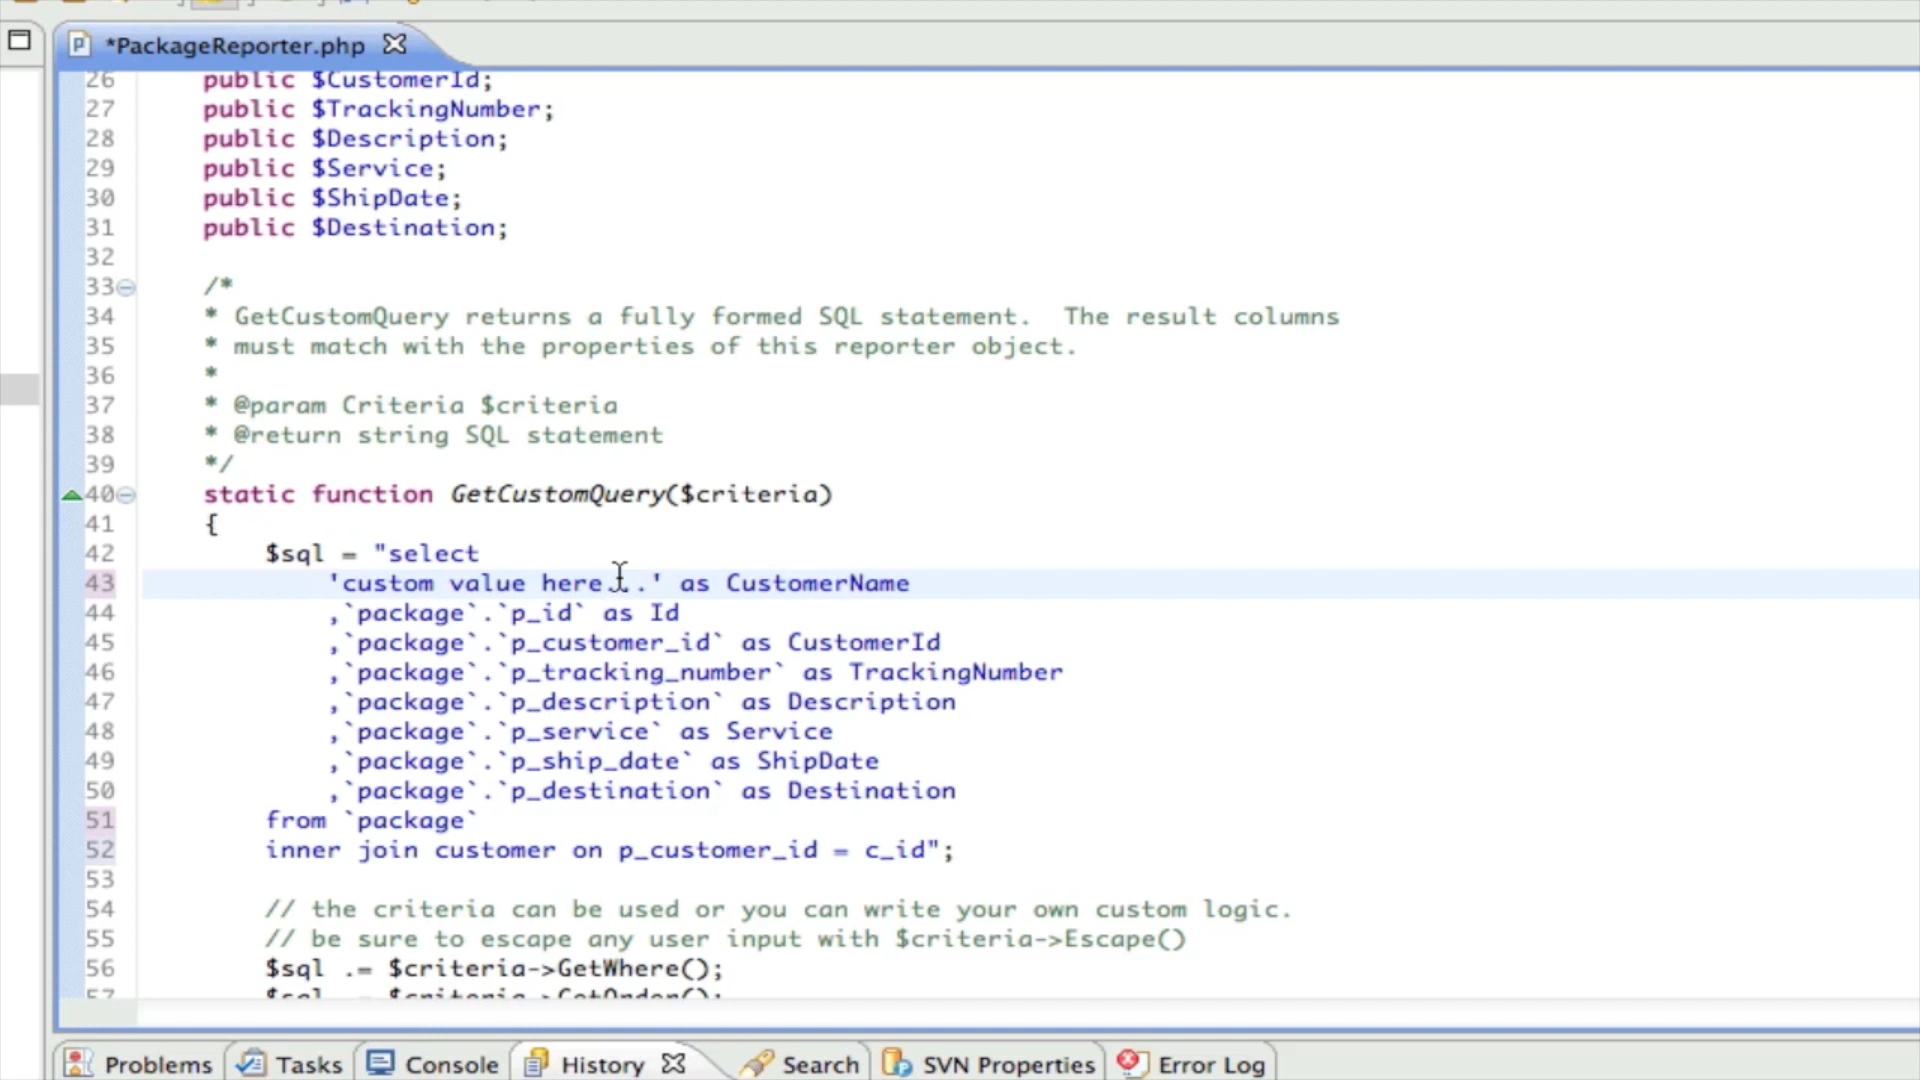 *PackageReporter.php
26 public $CustomerId;
27 public $TrackingNumber;
28 public $Description;
29 public $Service;
30 public $ShipDate;
31 public $Destination;
32
33 /*
34 * GetCustomQuery returns a fully formed SQL statement.  The result columns
35 * must match with the properties of this reporter object.
36 *
37 * @param Criteria $criteria
38 * @return string SQL statement
39 */
40 static function GetCustomQuery($criteria)
41 {
42 $sql = "select
43 'custom value here...' as CustomerName
44 ,`package`.`p_id` as Id
45 ,`package`.`p_customer_id` as CustomerId
46 ,`package`.`p_tracking_number` as TrackingNumber
47 ,`package`.`p_description` as Description
48 ,`package`.`p_service` as Service
49 ,`package`.`p_ship_date` as ShipDate
50 ,`package`.`p_destination` as Destination
51 from `package`
52 inner join customer on p_customer_id = c_id";
53
54 // the criteria can be used or you can write your own custom logic.
55 // be sure to escape any user input with $criteria->Escape()
56 $sql .= $criteria->GetWhere();
57 $sql .= $criteria->GetOrder();
Problems Tasks Console History Search SVN Properties Error Log